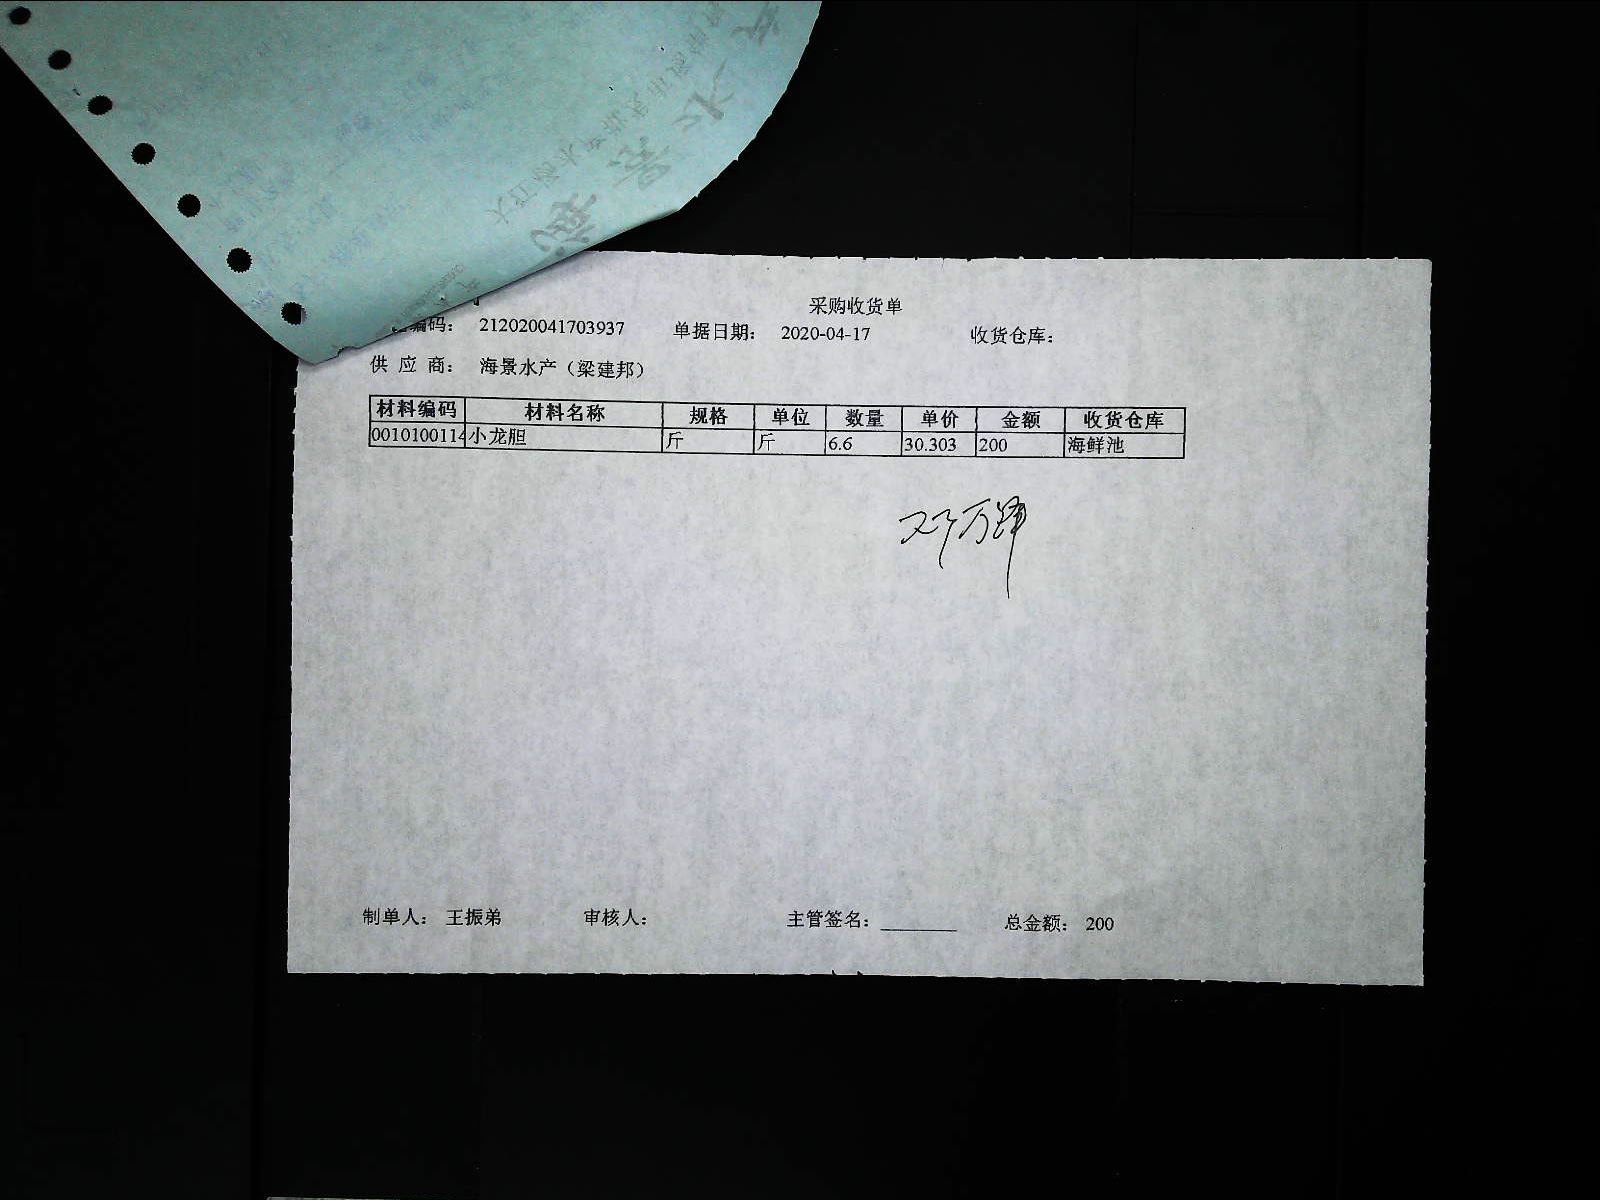 采购收货单
编码： 212020041703937 单据日期： 2020-04-17 收货仓库：
供 应 商： 海景水产（梁建邦）
材料编码 材料名称 规格 单位 数量 单价 金额 收货仓库
0010100114 小龙胆 斤 斤 6.6 30.303 200 海鲜池
制单人： 王振弟 审核人： 主管签名：________ 总金额： 200